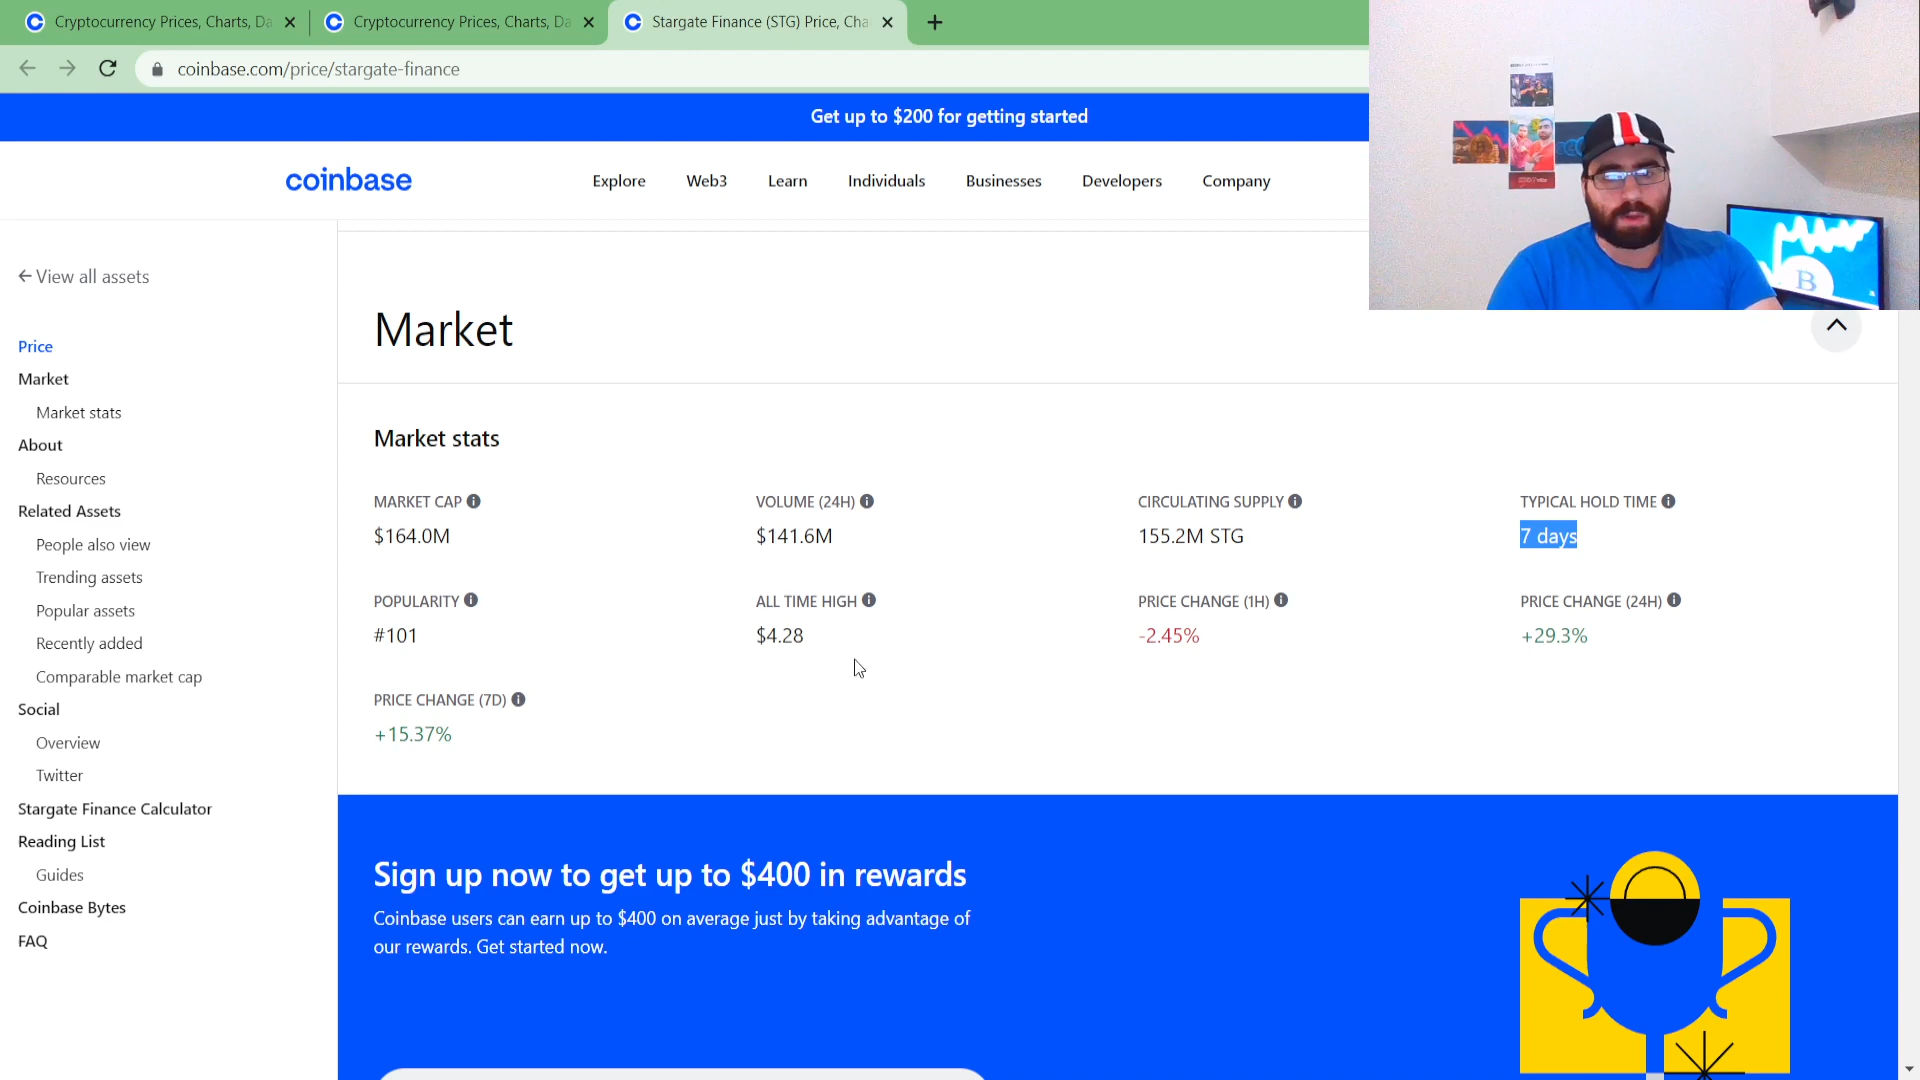 Cryptocurrency Prices, Charts, Da
Cryptocurrency Prices, Charts, Da
Stargate Finance (STG) Price, Cha
coinbase.com/price/stargate-finance
Get up to $200 for getting started
coinbase
Explore
Web3
Learn
Individuals
Businesses
Developers
Company
View all assets
Price
Market
Market stats
About
Resources
Related Assets
People also view
Trending assets
Popular assets
Recently added
Comparable market cap
Social
Overview
Twitter
Stargate Finance Calculator
Reading List
Guides
Coinbase Bytes
FAQ
Market
Market stats
MARKET CAP
$164.0M
VOLUME (24H)
$141.6M
CIRCULATING SUPPLY
155.2M STG
TYPICAL HOLD TIME
7 days
POPULARITY
#101
ALL TIME HIGH
$4.28
PRICE CHANGE (1H)
-2.45%
PRICE CHANGE (24H)
+29.3%
PRICE CHANGE (7D)
+15.37%
Sign up now to get up to $400 in rewards
Coinbase users can earn up to $400 on average just by taking advantage of
our rewards. Get started now.